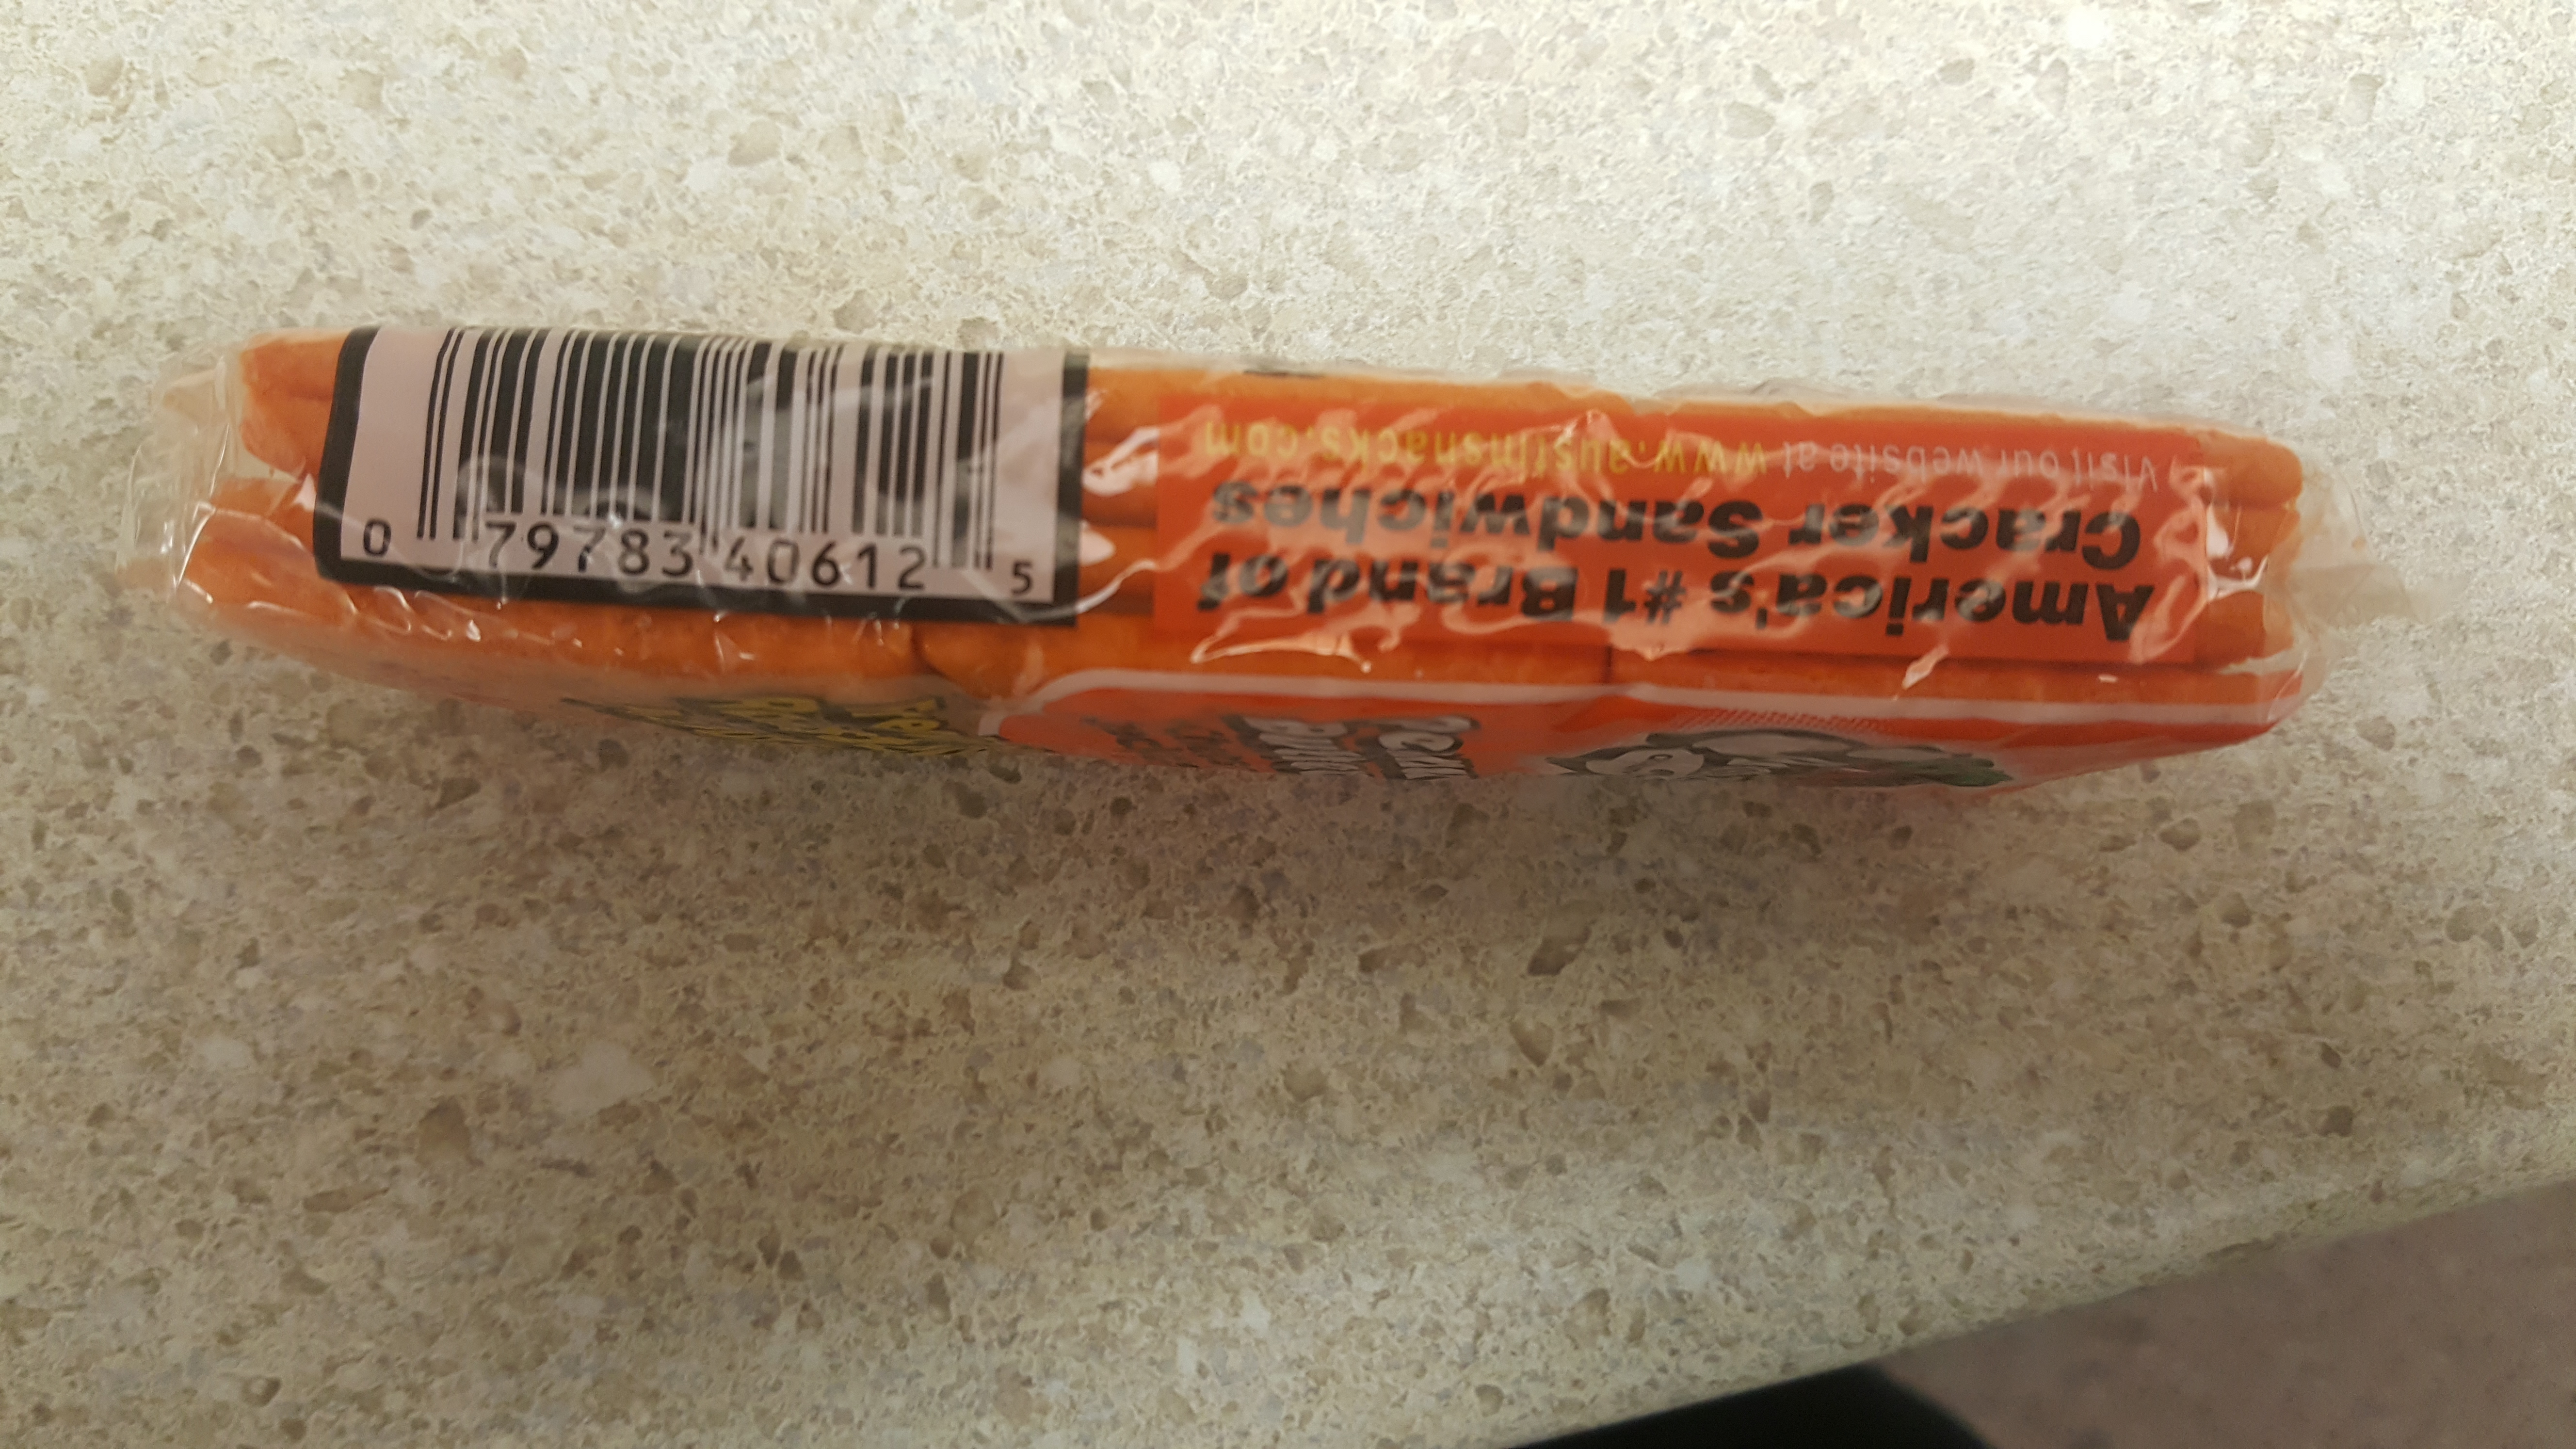 0 79783 40612 5
America's #1 Brand of
Cracker Sandwiches
Visit our website at www.austinsnacks.com